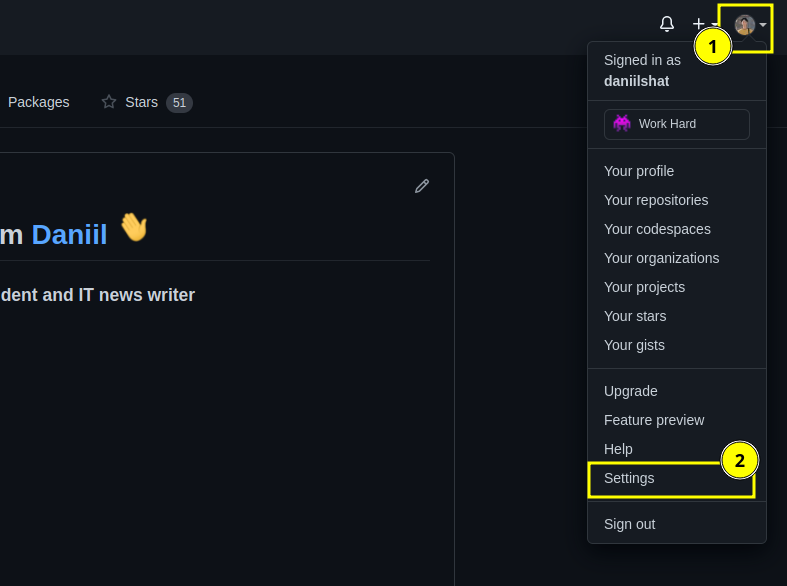 1
Signed in as
daniilshat
Packages
Stars 51
Work Hard
m Daniil
dent and IT news writer
Your profile
Your repositories
Your codespaces
Your organizations
Your projects
Your stars
Your gists
Upgrade
Feature preview
Help
2
Settings
Sign out